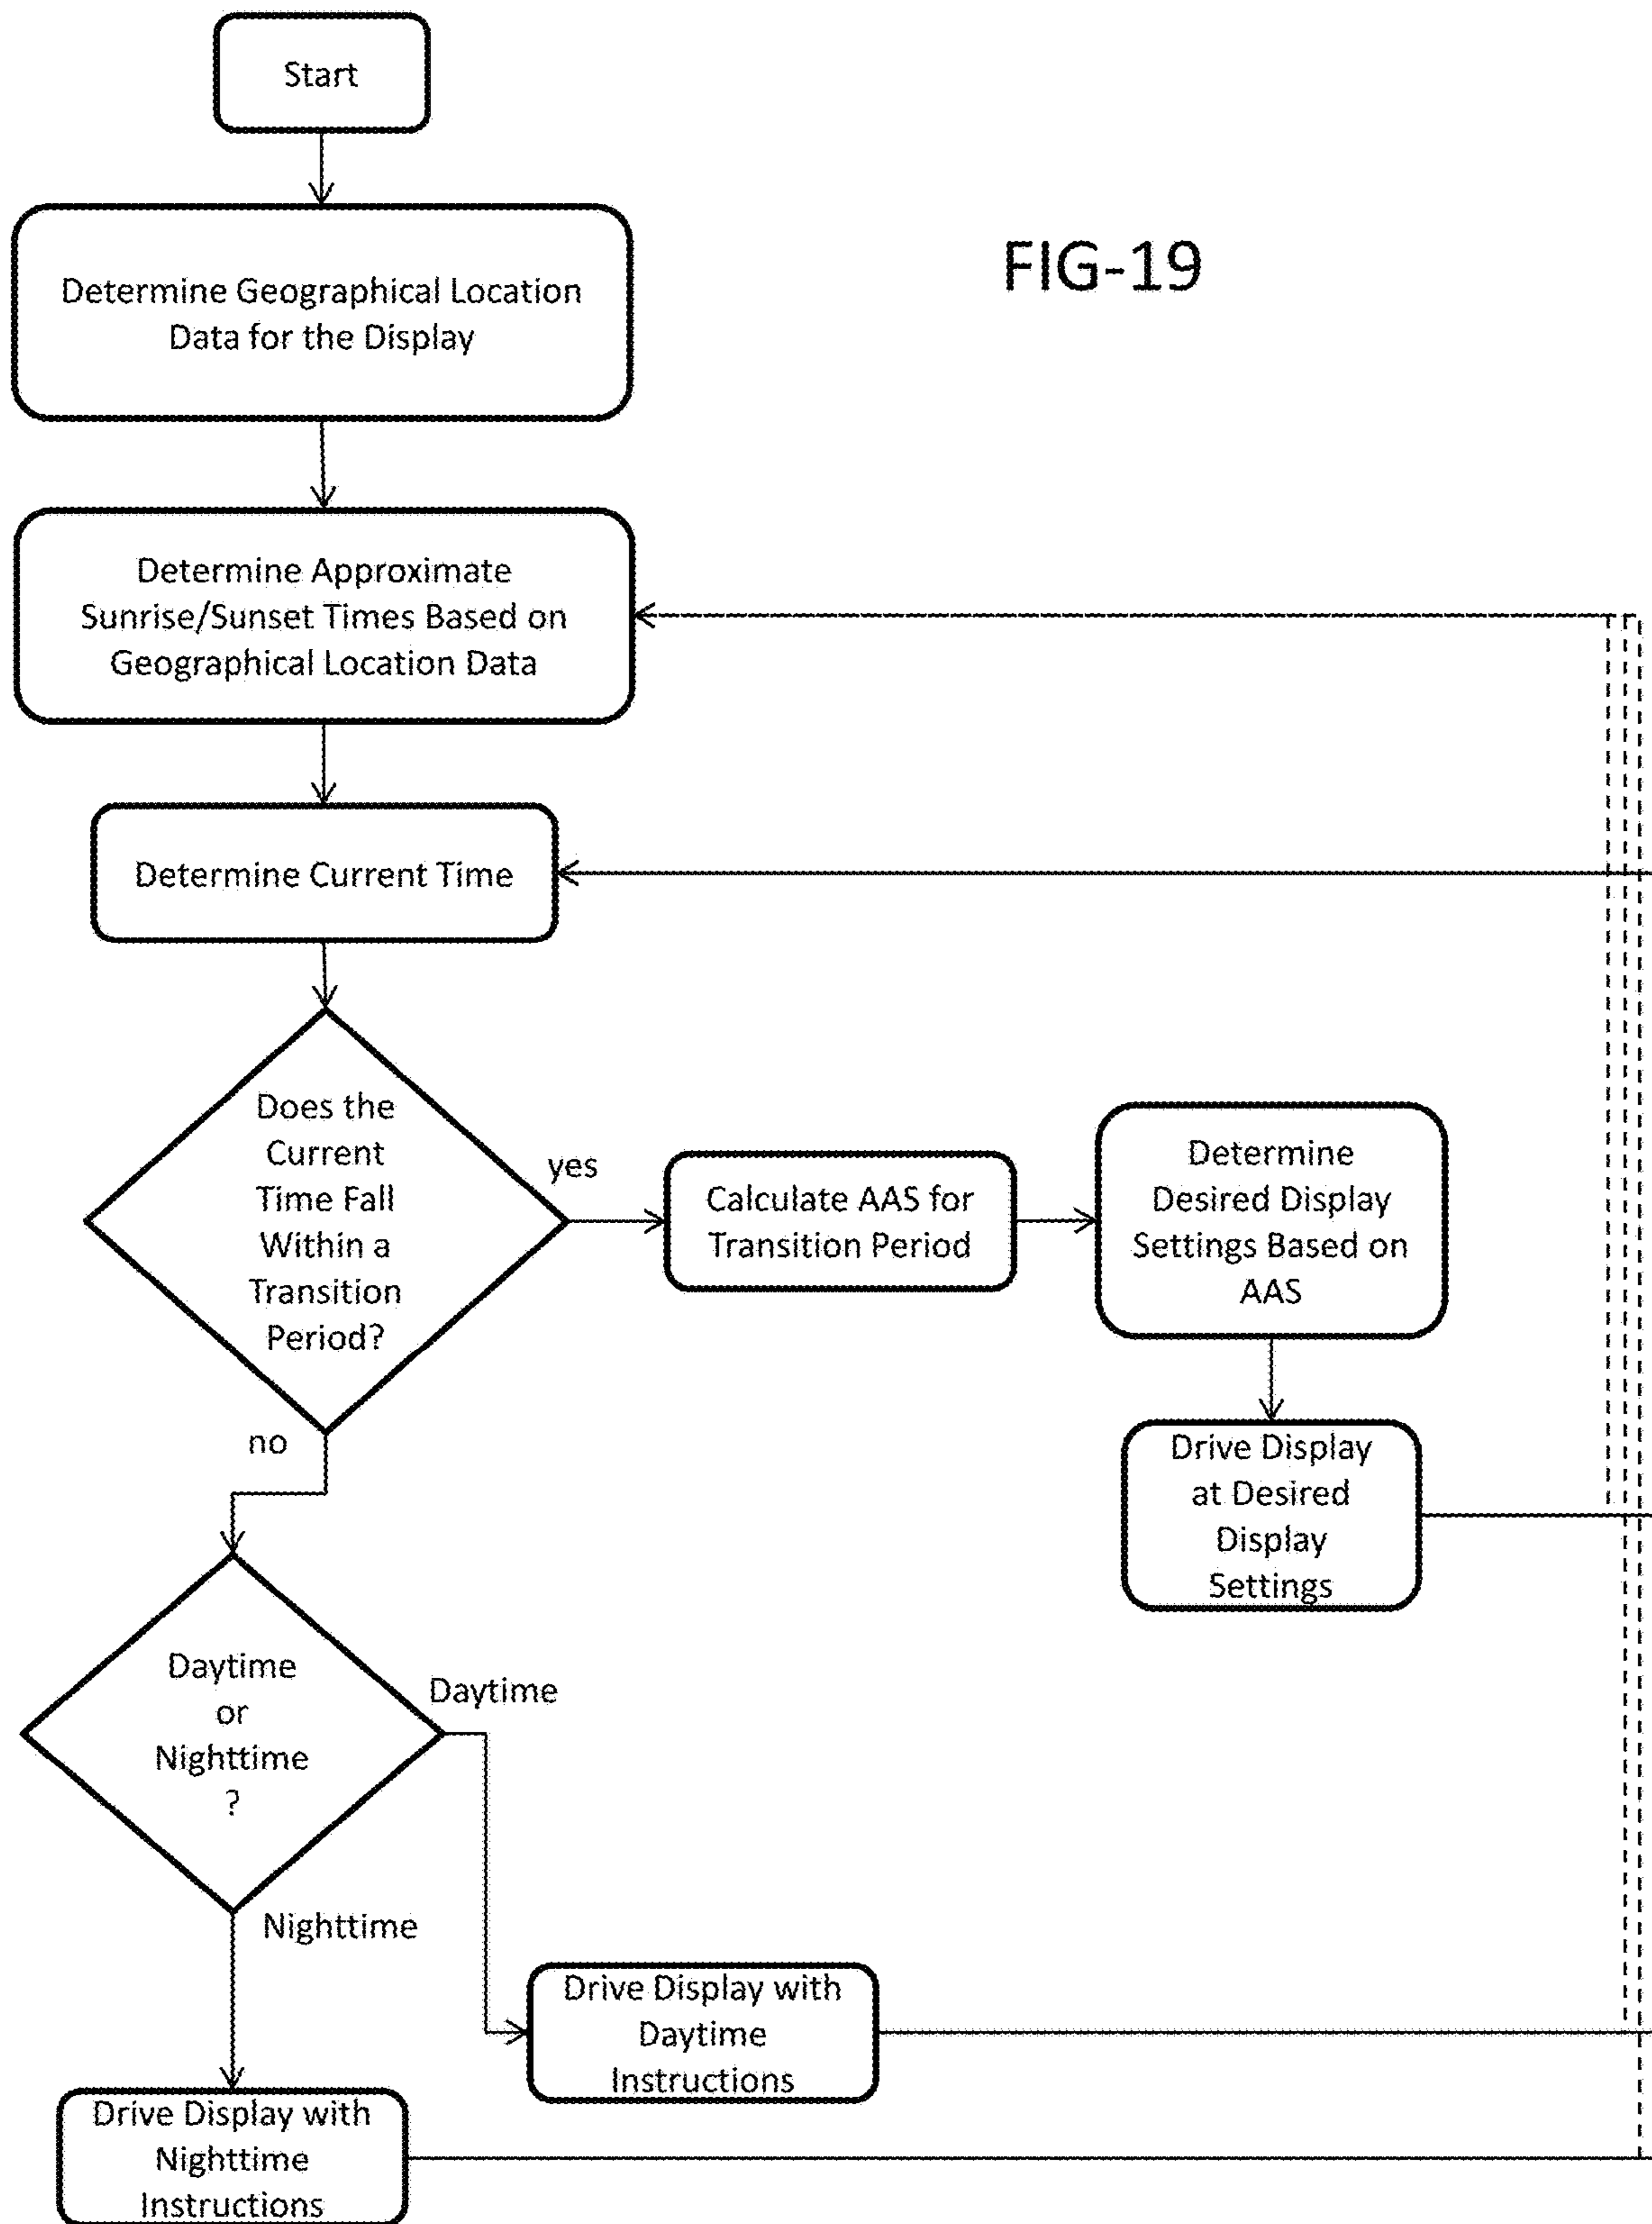 Start
FIG-19
Determine Geographical Location
Data for the Display
Determine Approximate
Sunrise/Sunset Times Based on
Geographical Location Data
Determine Current Time
Does the
Current
Time Fall
Within a
Transition
Period?
yes
Calculate AAS for
Transition Period
Determine
Desired Display
Settings Based on
AAS
Drive Display
at Desired
Display
Settings
no
Daytime
or
Nighttime
?
Daytime
Nighttime
Drive Display with
Daytime
Instructions
Drive Display with
Nighttime
Instructions